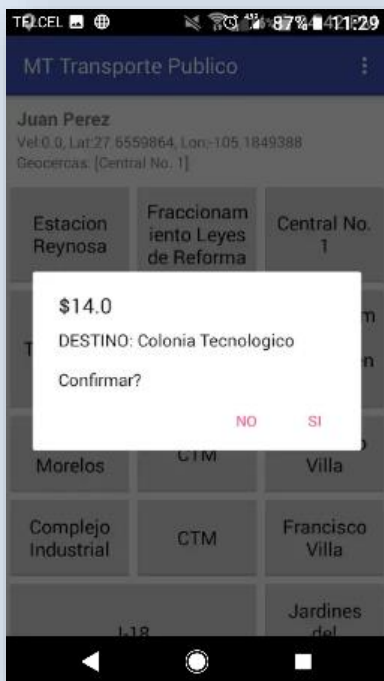 TELCEL 87% 11:29
MT Transporte Publico
Juan Perez
Vel:0.0, Lat:27.6559864, Lon:-105.1849388
Geocercas: [Central No. 1]
Estacion
Reynosa
Fraccionam
iento Leyes
de Reforma
Central No.
1
$14.0
DESTINO: Colonia Tecnologico
Confirmar?
NO SI
Morelos
CTM
Villa
Complejo
Industrial
CTM
Francisco
Villa
J-18
Jardines
del